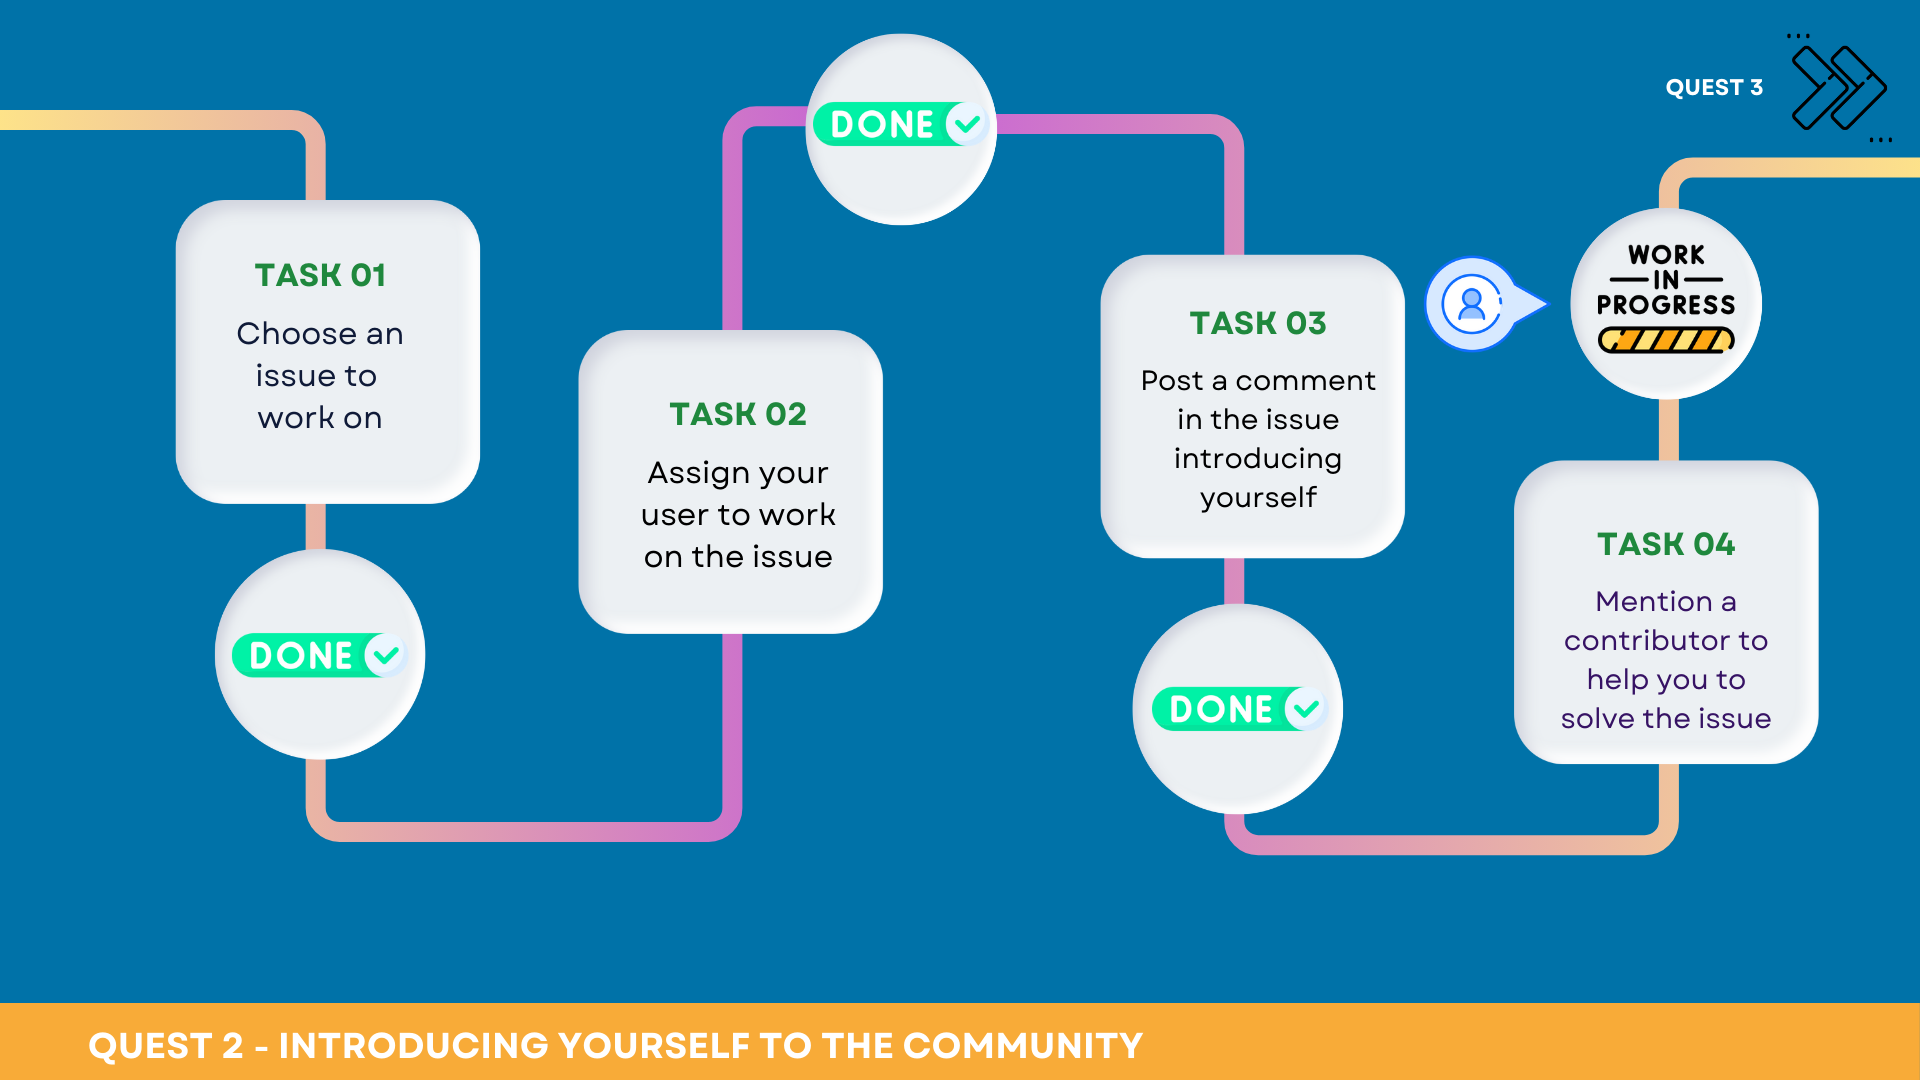 TASK 01
Choose an
issue to
work on
DONE
TASK 02
Assign your
user to work
on the issue
DONE
TASK 03
Post a comment
in the issue
introducing
yourself
DONE
TASK 04
Mention a
contributor to
help you to
solve the issue
WORK
IN
PROGRESS
QUEST 3
QUEST 2 - INTRODUCING YOURSELF TO THE COMMUNITY